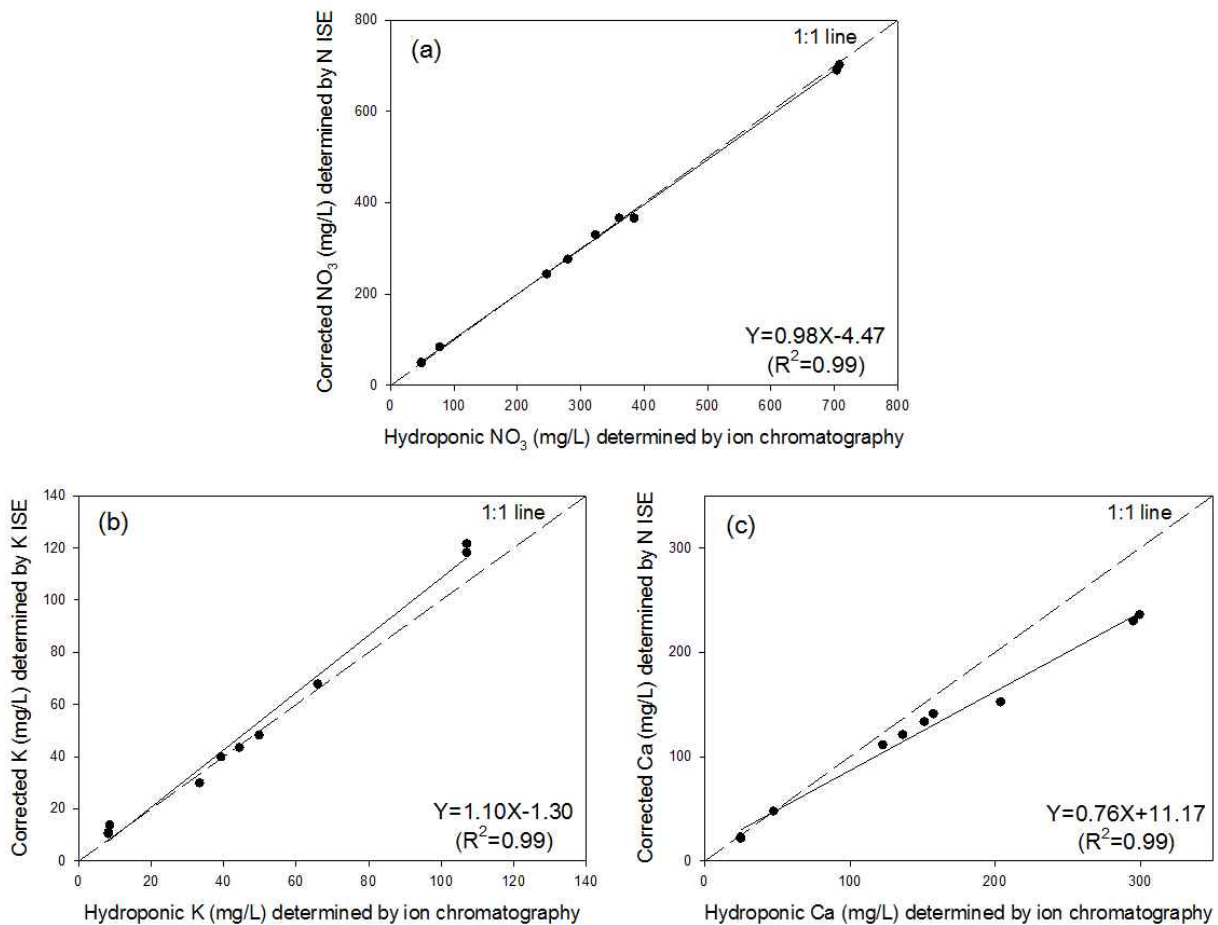 (a)
1:1 line
800
600
400
200
0
Corrected NO3 (mg/L) determined by N ISE
Y=0.98X-4.47
(R2=0.99)
0 100 200 300 400 500 600 700 800
Hydroponic NO3 (mg/L) determined by ion chromatography
(b)
1:1 line
140
120
100
80
60
40
20
0
Corrected K (mg/L) determined by K ISE
Y=1.10X-1.30
(R2=0.99)
0 20 40 60 80 100 120 140
Hydroponic K (mg/L) determined by ion chromatography
(c)
1:1 line
300
200
100
0
Corrected Ca (mg/L) determined by N ISE
Y=0.76X+11.17
(R2=0.99)
0 100 200 300
Hydroponic Ca (mg/L) determined by ion chromatography